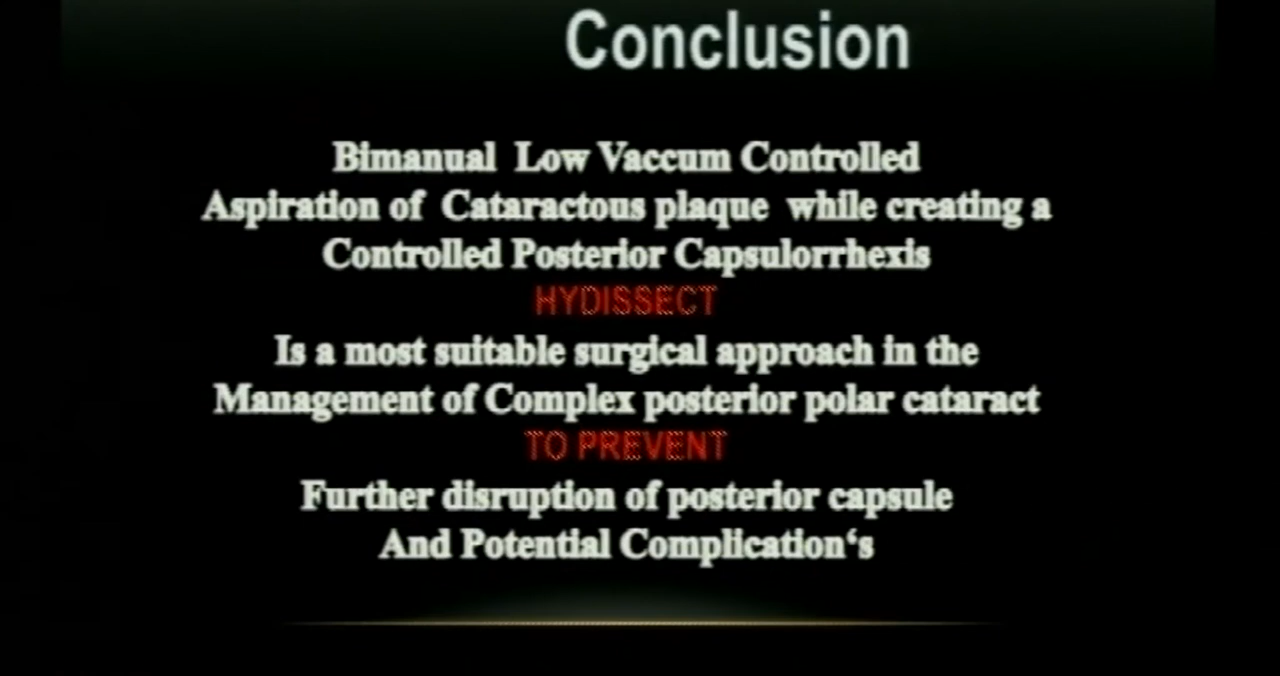 Conclusion
Bimanual Low Vaccum Controlled
Aspiration of Cataractous plaque while creating a
Controlled Posterior Capsulorrhexis
HYDISSECT
Is a most suitable surgical approach in the
Management of Complex posterior polar cataract
TO PREVENT
Further disruption of posterior capsule
And Potential Complication‘s